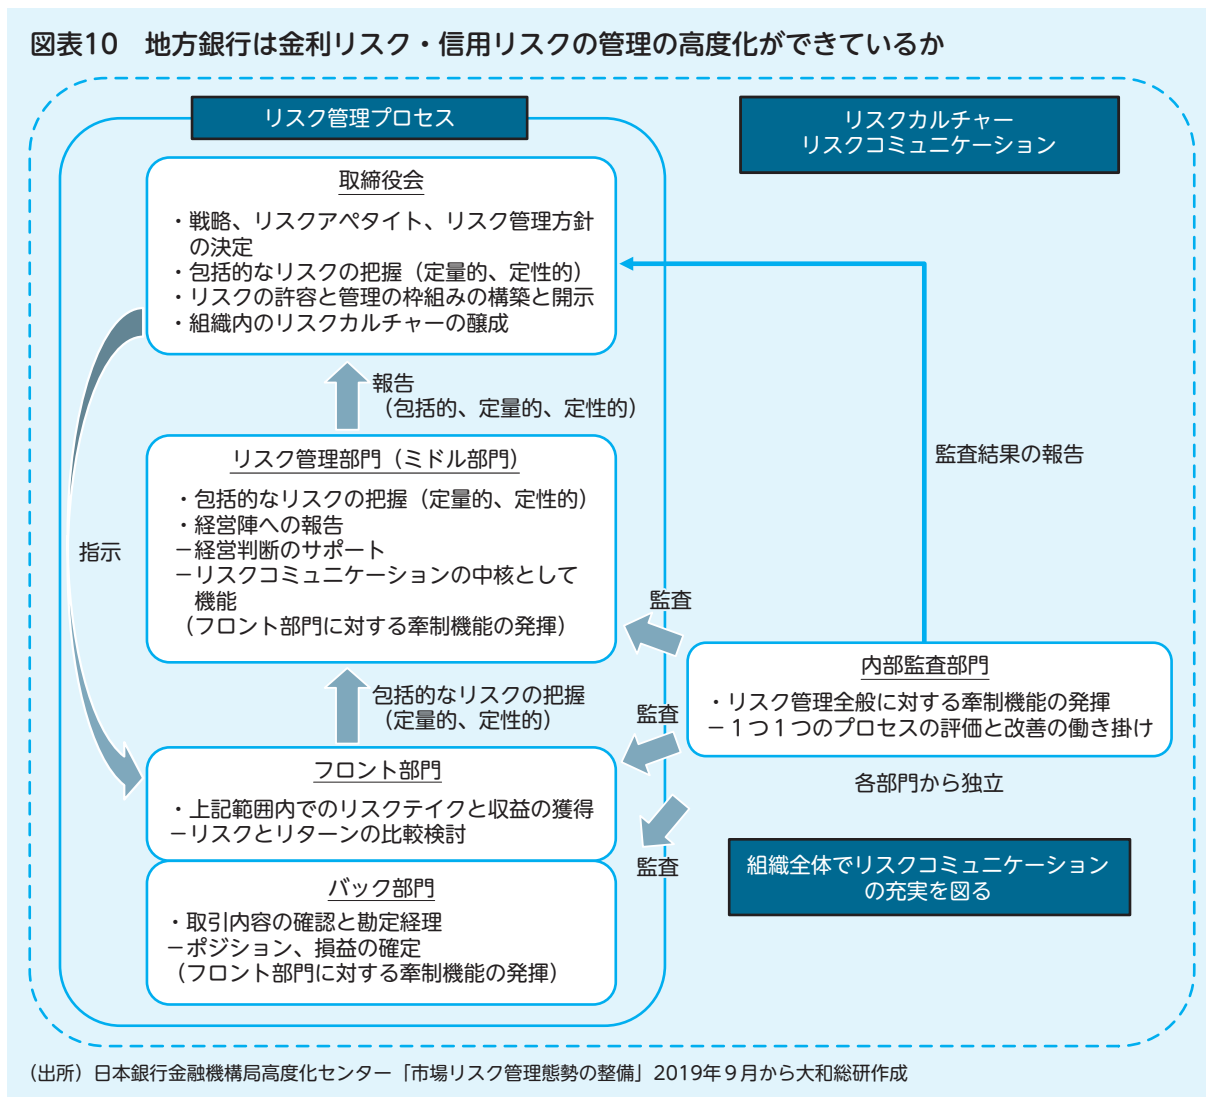 図表10　地方銀行は金利リスク・信用リスクの管理の高度化ができているか
リスク管理プロセス
リスクカルチャー
リスクコミュニケーション
取締役会
・戦略、リスクアペタイト、リスク管理方針
の決定
・包括的なリスクの把握（定量的、定性的）
・リスクの許容と管理の枠組みの構築と開示
・組織内のリスクカルチャーの醸成
報告
（包括的、定量的、定性的）
リスク管理部門（ミドル部門）
・包括的なリスクの把握（定量的、定性的）
・経営陣への報告
－経営判断のサポート
－リスクコミュニケーションの中核として
機能
（フロント部門に対する牽制機能の発揮）
指示
包括的なリスクの把握
（定量的、定性的）
フロント部門
・上記範囲内でのリスクテイクと収益の獲得
－リスクとリターンの比較検討
バック部門
・取引内容の確認と勘定経理
－ポジション、損益の確定
（フロント部門に対する牽制機能の発揮）
監査結果の報告
監査
監査
監査
内部監査部門
・リスク管理全般に対する牽制機能の発揮
－１つ１つのプロセスの評価と改善の働き掛け
各部門から独立
組織全体でリスクコミュニケーション
の充実を図る
（出所）日本銀行金融機構局高度化センター「市場リスク管理態勢の整備」2019年９月から大和総研作成